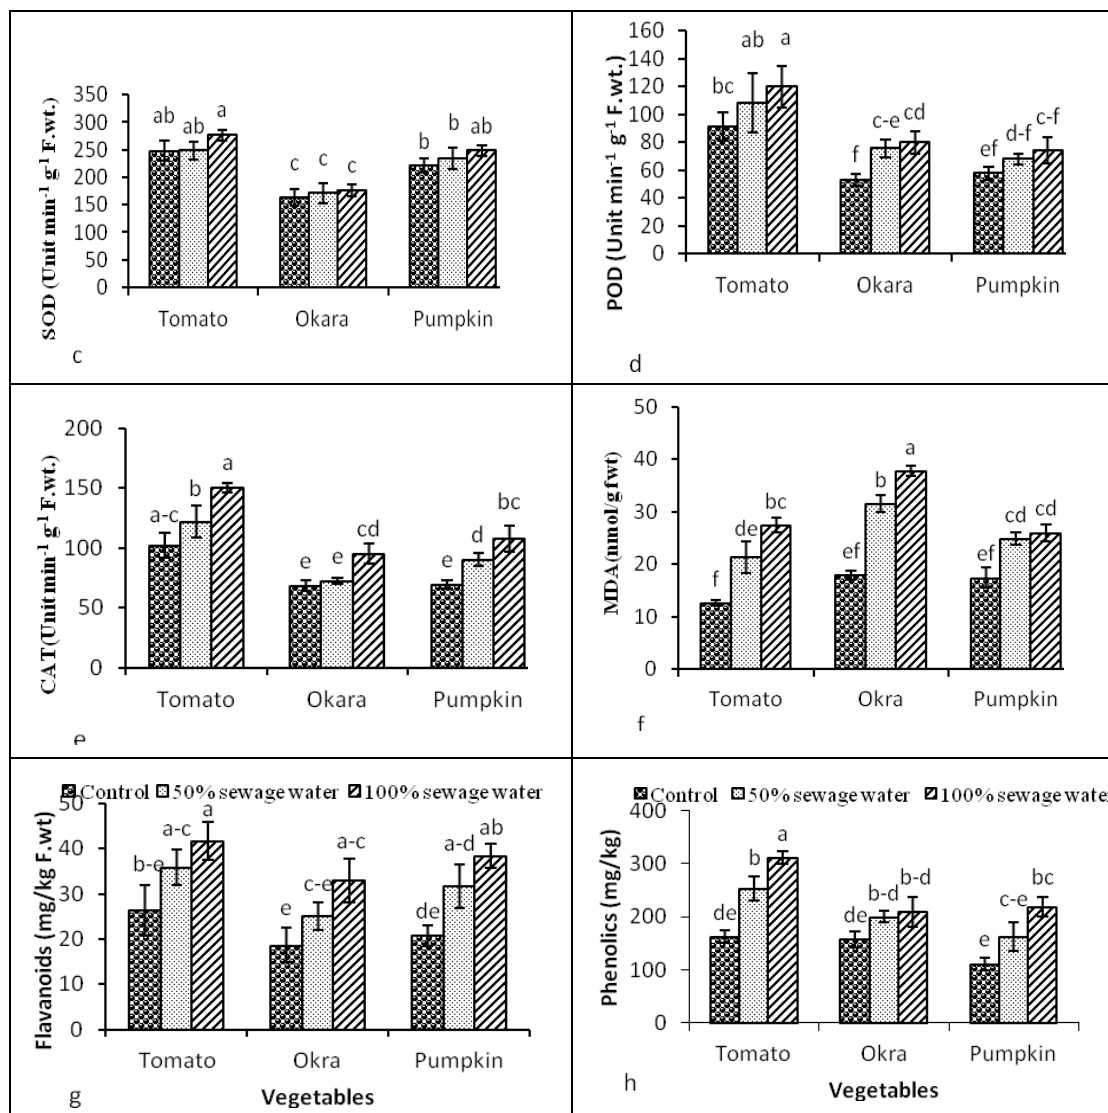 SOD (Unit min-1 g-1 F.wt.)
350
300
250
200
150
100
50
0
ab ab a
c c c
b b ab
Tomato Okara Pumpkin
c
POD (Unit min-1 g-1 F.wt.)
160
140
120
100
80
60
40
20
0
bc ab a
f c-e cd
ef d-f c-f
Tomato Okara Pumpkin
d
CAT(Unitmin-1 g-1 F.wt.)
200
150
100
50
0
a-c b a
e e cd
e d bc
Tomato Okara Pumpkin
e
MDA(nmol/gfwt)
50
40
30
20
10
0
f de bc
ef b a
ef cd cd
Tomato Okra Pumpkin
f
Control 50% sewage water 100% sewage water
Flavanoids (mg/kg F.wt)
50
40
30
20
10
0
b-e a-c a
e c-e a-c
de a-d ab
Tomato Okra Pumpkin
Vegetables
g
Control 50% sewage water 100% sewage water
Phenolics (mg/kg)
400
300
200
100
0
de b a
de b-d b-d
e c-e bc
Tomato Okra Pumpkin
Vegetables
h